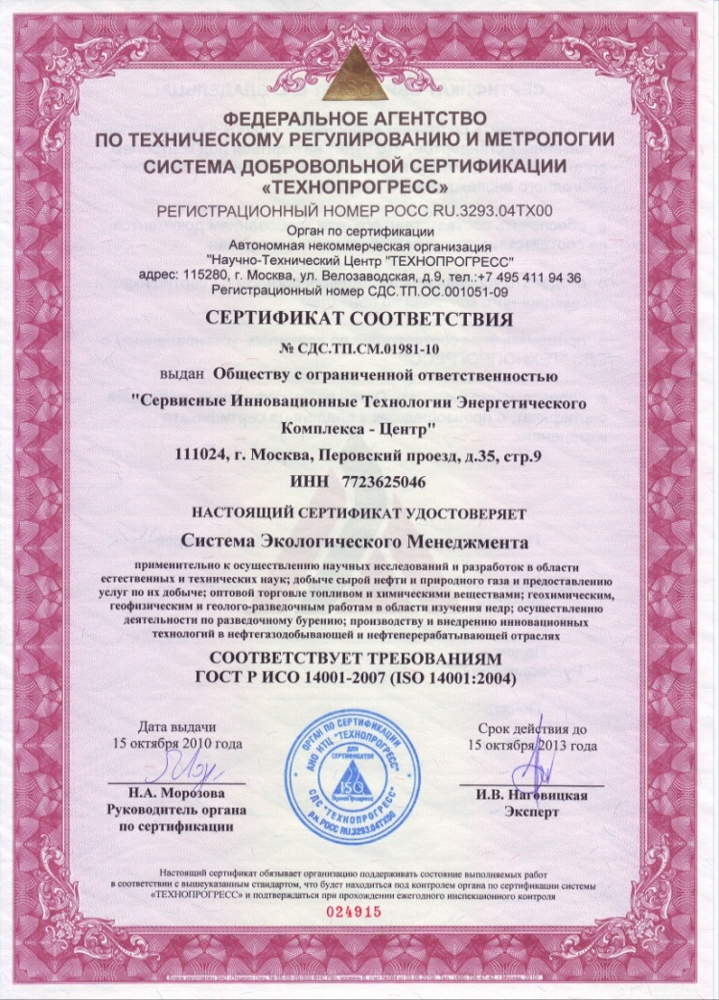 ISO
ФЕДЕРАЛЬНОЕ АГЕНТСТВО
ПО ТЕХНИЧЕСКОМУ РЕГУЛИРОВАНИЮ И МЕТРОЛОГИИ
СИСТЕМА ДОБРОВОЛЬНОЙ СЕРТИФИКАЦИИ
«ТЕХНОПРОГРЕСС»
РЕГИСТРАЦИОННЫЙ НОМЕР РОСС RU.3293.04ТХ00
Орган по сертификации
Автономная некоммерческая организация
"Научно-Технический Центр "ТЕХНОПРОГРЕСС"
адрес: 115280, г. Москва, ул. Велозаводская, д.9, тел.:+7 495 411 94 36
Регистрационный номер СДС.ТП.ОС.001051-09
СЕРТИФИКАТ СООТВЕТСТВИЯ
№ СДС.ТП.СМ.01981-10
выдан Обществу с ограниченной ответственностью
"Сервисные Инновационные Технологии Энергетического
Комплекса - Центр"
111024, г. Москва, Перовский проезд, д.35, стр.9
ИНН 7723625046
НАСТОЯЩИЙ СЕРТИФИКАТ УДОСТОВЕРЯЕТ
Система Экологического Менеджмента
применительно к осуществлению научных исследований и разработок в области
естественных и технических наук; добыче сырой нефти и природного газа и предоставлению
услуг по их добыче; оптовой торговле топливом и химическими веществами; геохимическим,
геофизическим и геолого-разведочным работам в области изучения недр; осуществлению
деятельности по разведочному бурению; производству и внедрению инновационных
технологий в нефтегазодобывающей и нефтеперерабатывающей отраслях
СООТВЕТСТВУЕТ ТРЕБОВАНИЯМ
ГОСТ Р ИСО 14001-2007 (ISO 14001:2004)
Дата выдачи
15 октября 2010 года
Н.А. Морозова
Руководитель органа
по сертификации
ОРГАН ПО СЕРТИФИКАЦИИ
АНО НТЦ "ТЕХНОПРОГРЕСС"
ДЛЯ
СЕРТИФИКАТОВ
ISO
ТехноПрогресс
СДС "ТЕХНОПРОГРЕСС"
р.н. РОСС RU.3293.04ТХ00
Срок действия до
15 октября 2013 года
И.В. Наговицкая
Эксперт
Настоящий сертификат обязывает организацию поддерживать состояние выполняемых работ
в соответствии с вышеуказанным стандартом, что будет находиться под контролем органа по сертификации системы
«ТЕХНОПРОГРЕСС» и подтверждаться при прохождении ежегодного инспекционного контроля
024915